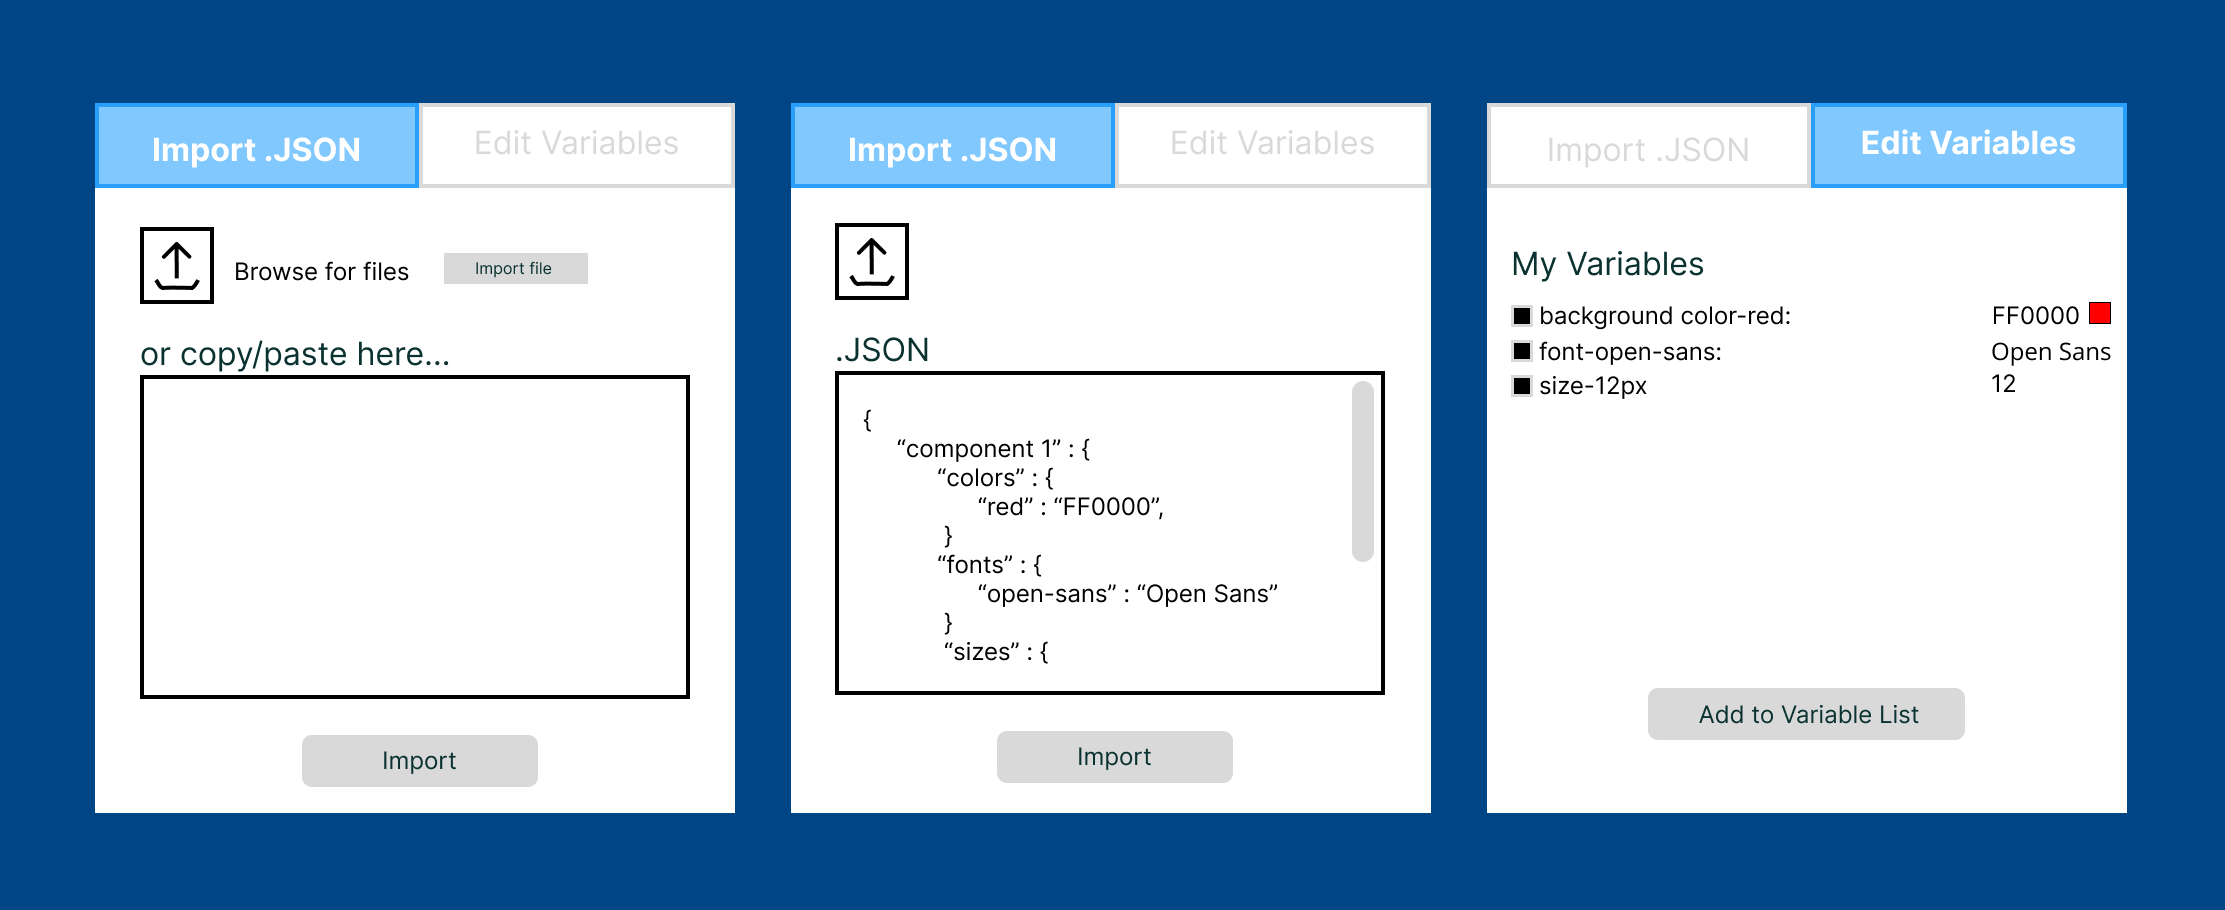 Import .JSON
Edit Variables
Browse for files
Import file
or copy/paste here...
Import
Import .JSON
Edit Variables
.JSON
{
“component 1” : {
“colors” : {
“red” : “FF0000”,
}
“fonts” : {
“open-sans” : “Open Sans”
}
“sizes” : {
Import
Import .JSON
Edit Variables
My Variables
background color-red: FF0000
font-open-sans: Open Sans
size-12px 12
Add to Variable List